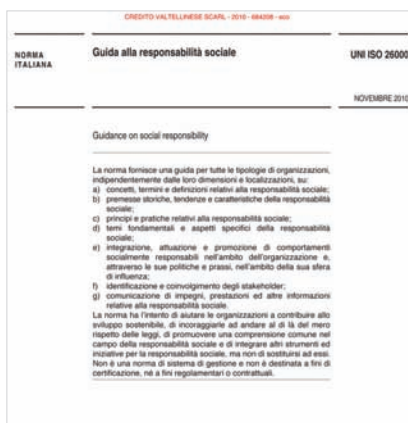 CREDITO VALTELLINESE SCARL - 2010 - 684208 - eco
NORMA
ITALIANA
Guida alla responsabilità sociale
UNI ISO 26000
NOVEMBRE 2010
Guidance on social responsibility
La norma fornisce una guida per tutte le tipologie di organizzazioni,
indipendentemente dalle loro dimensioni e localizzazioni, su:
a) concetti, termini e definizioni relativi alla responsabilità sociale;
b) premesse storiche, tendenze e caratteristiche della responsabilità
sociale;
c) principi e pratiche relativi alla responsabilità sociale;
d) temi fondamentali e aspetti specifici della responsabilità
sociale;
e) integrazione, attuazione e promozione di comportamenti
socialmente responsabili nell'ambito dell'organizzazione e,
attraverso le sue politiche e prassi, nell'ambito della sua sfera
di influenza;
f) identificazione e coinvolgimento degli stakeholder;
g) comunicazione di impegni, prestazioni ed altre informazioni
relative alla responsabilità sociale.
La norma ha l'intento di aiutare le organizzazioni a contribuire allo
sviluppo sostenibile, di incoraggiarle ad andare al di là del mero
rispetto delle leggi, di promuovere una comprensione comune nel
campo della responsabilità sociale e di integrare altri strumenti ed
iniziative per la responsabilità sociale, ma non di sostituirsi ad essi.
Non è una norma di sistema di gestione e non è destinata a fini di
certificazione, né a fini regolamentari o contrattuali.